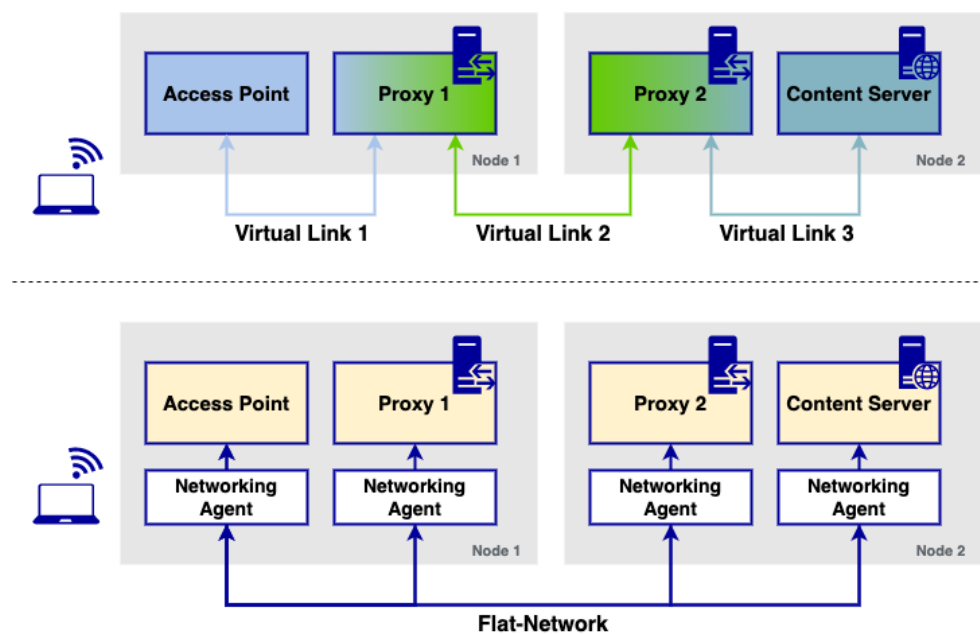 Access Point
Proxy 1
Proxy 2
Content Server
Node 1
Node 2
Virtual Link 1
Virtual Link 2
Virtual Link 3
Access Point
Proxy 1
Proxy 2
Content Server
Networking
Agent
Networking
Agent
Networking
Agent
Networking
Agent
Node 1
Node 2
Flat-Network